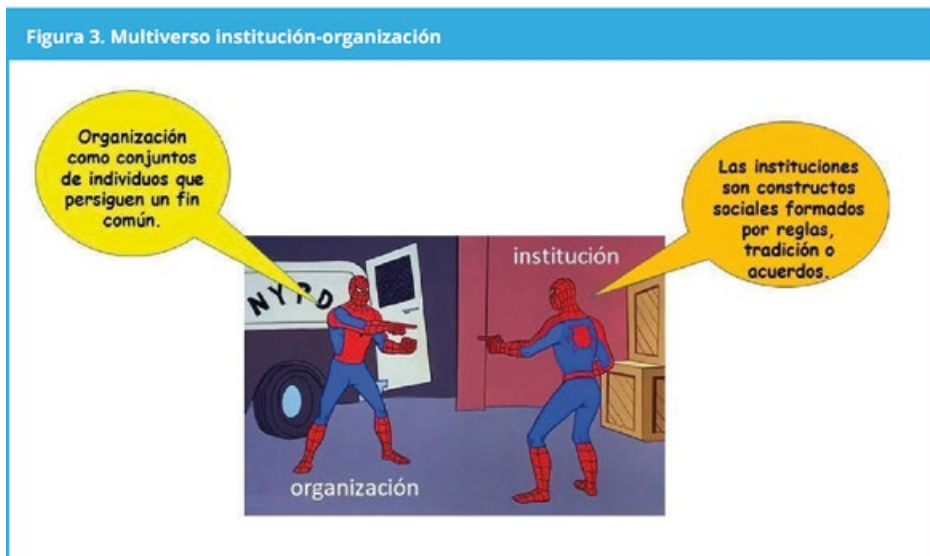 Figura 3. Multiverso institución-organización
Organización
como conjuntos
de individuos que
persiguen un fin
común.
Las instituciones
son constructos
sociales formados
por reglas,
tradición o
acuerdos.
institución
NYPD
organización